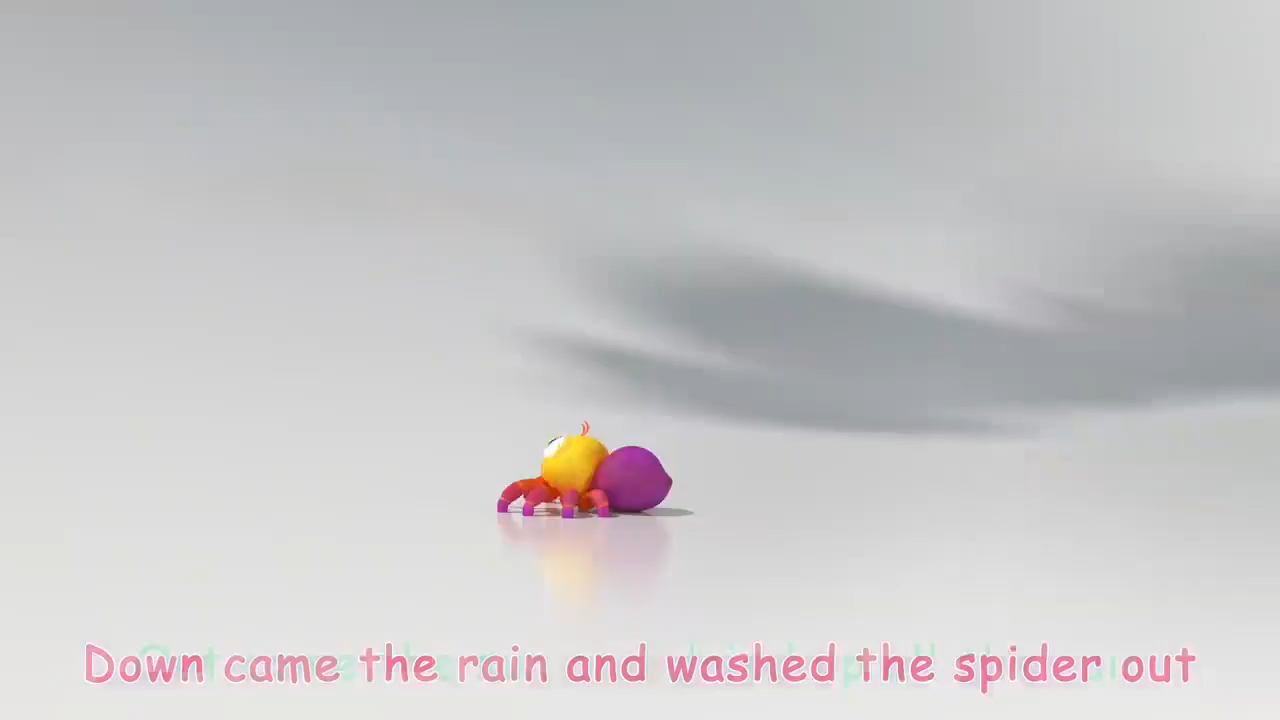 Down came the rain and washed the spider out